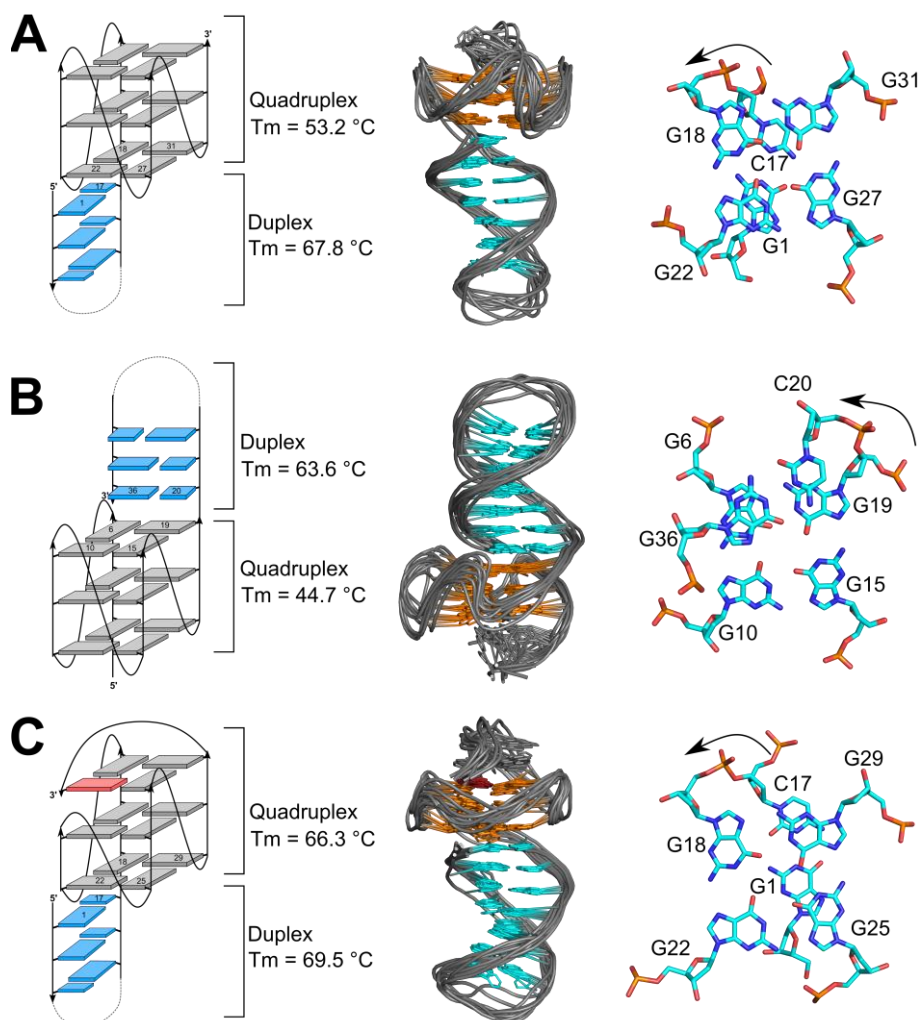 A
3'
Quadruplex
Tm = 53.2 °C
18
31
22
27
5'
17
1
Duplex
Tm = 67.8 °C
G31
G18
C17
G27
G1
G22
B
Duplex
Tm = 63.6 °C
36
20
3'
6
19
10
15
Quadruplex
Tm = 44.7 °C
5'
C20
G6
G19
G36
G15
G10
C
3'
Quadruplex
Tm = 66.3 °C
18
29
22
25
5'
17
1
Duplex
Tm = 69.5 °C
C17
G29
G18
G1
G25
G22